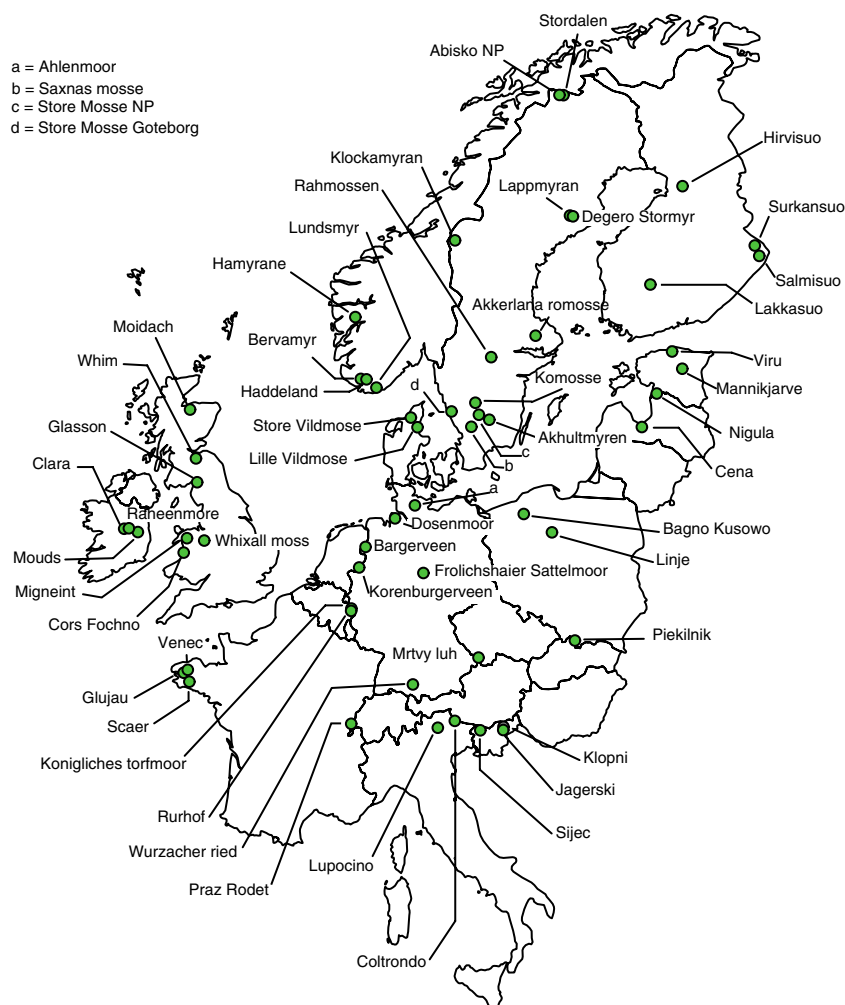 Stordalen
Abisko NP
a = Ahlenmoor
b = Saxnas mosse
c = Store Mosse NP
d = Store Mosse Goteborg
Hirvisuo
Klockamyran
Rahmossen
Lappmyran
Surkansuo
Degero Stormyr
Lundsmyr
Hamyrane
Salmisuo
Lakkasuo
Akkerlana romosse
Moidach
Bervamyr
Viru
Whim
Mannikjarve
Komosse
Haddeland
d
Store Vildmose
Glasson
Nigula
Akhultmyren
Lille Vildmose
c
Clara
b
Cena
a
Raneenmore
Dosenmoor
Bagno Kusowo
Whixall moss
Bargerveen
Mouds
Linje
Frolichshaier Sattelmoor
Migneint
Korenburgerveen
Cors Fochno
Piekilnik
Venec
Mrtvy luh
Glujau
Scaer
Klopni
Konigliches torfmoor
Jagerski
Rurhof
Sijec
Wurzacher ried
Lupocino
Praz Rodet
Coltrondo